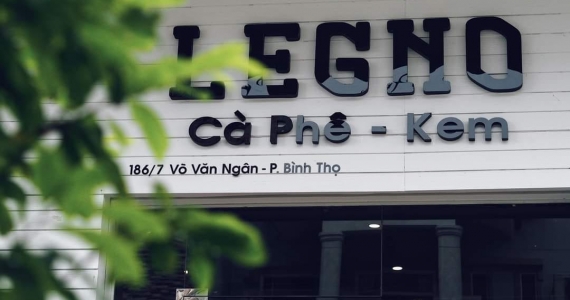 LEGNO
Cà Phê - Kem
186/7 Võ Văn Ngân - P. Bình Thọ